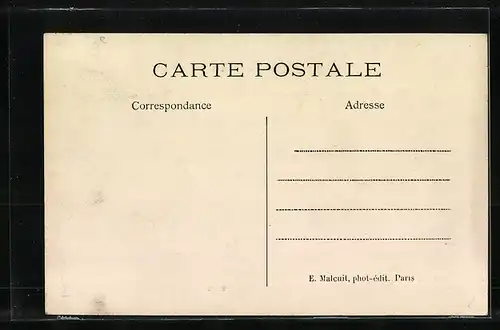 CARTE POSTALE
Correspondance
Adresse
E. Malcuit, phot-édit. Paris